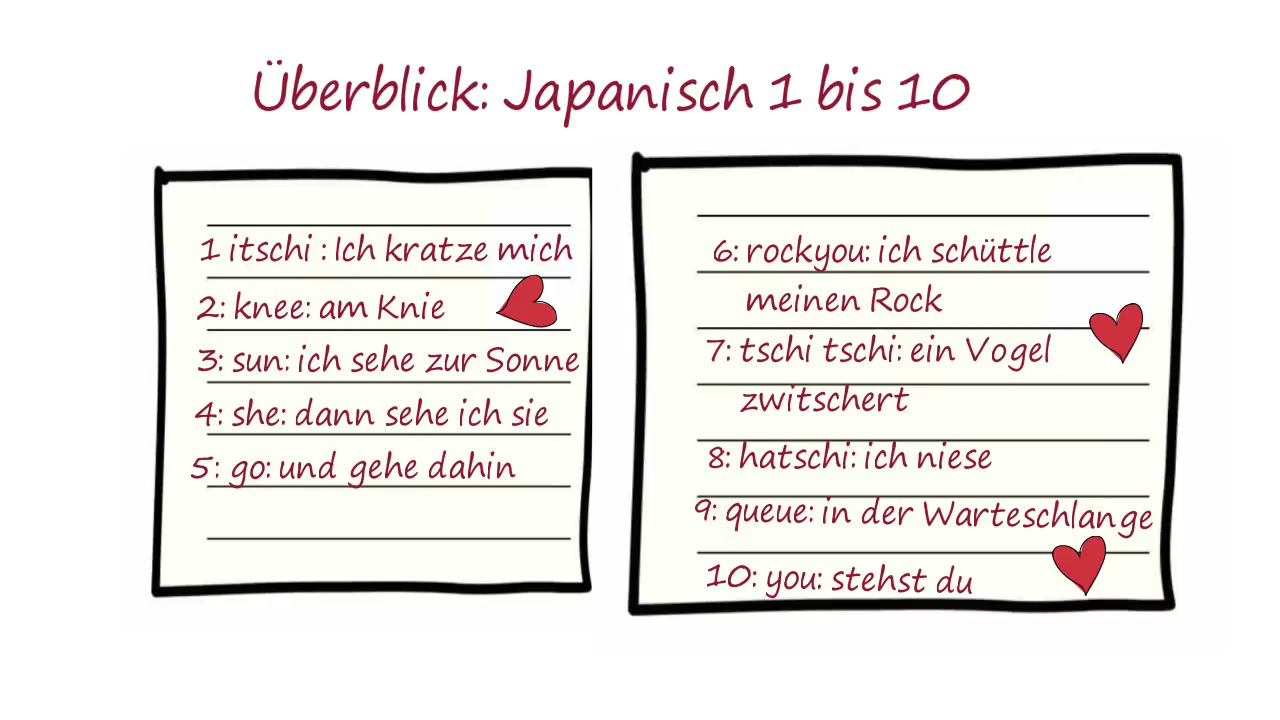 Überblick: Japanisch 1 bis 10
1 itschi : Ich kratze mich
2: knee: am Knie
3: sun: ich sehe zur Sonne
4: she: dann sehe ich sie
5: go: und gehe dahin
6: rockyou: ich schüttle
meinen Rock
7: tschi tschi: ein Vogel
zwitschert
8: hatschi: ich niese
9: queue: in der Warteschlange
10: you: stehst du